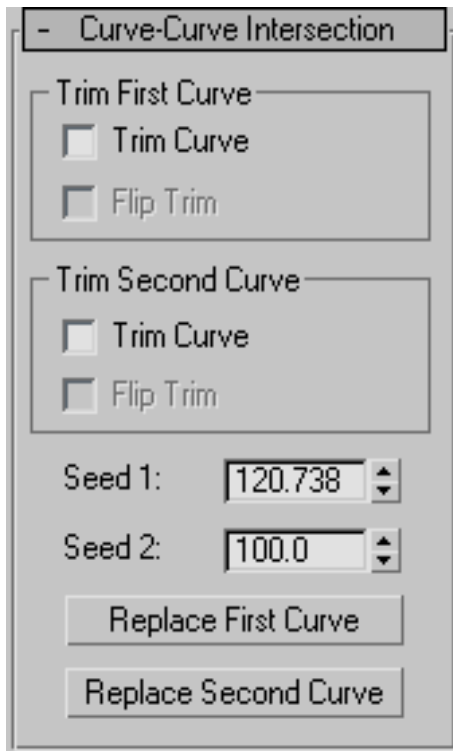 - Curve-Curve Intersection
Trim First Curve
Trim Curve
Flip Trim
Trim Second Curve
Trim Curve
Flip Trim
Seed 1: 120.738
Seed 2: 100.0
Replace First Curve
Replace Second Curve